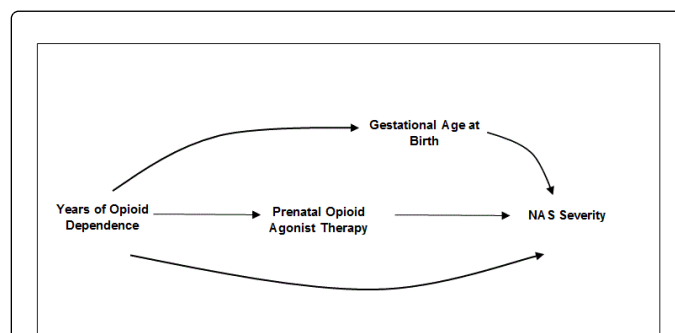 Gestational Age at
Birth
Years of Opioid
Dependence
Prenatal Opioid
Agonist Therapy
NAS Severity